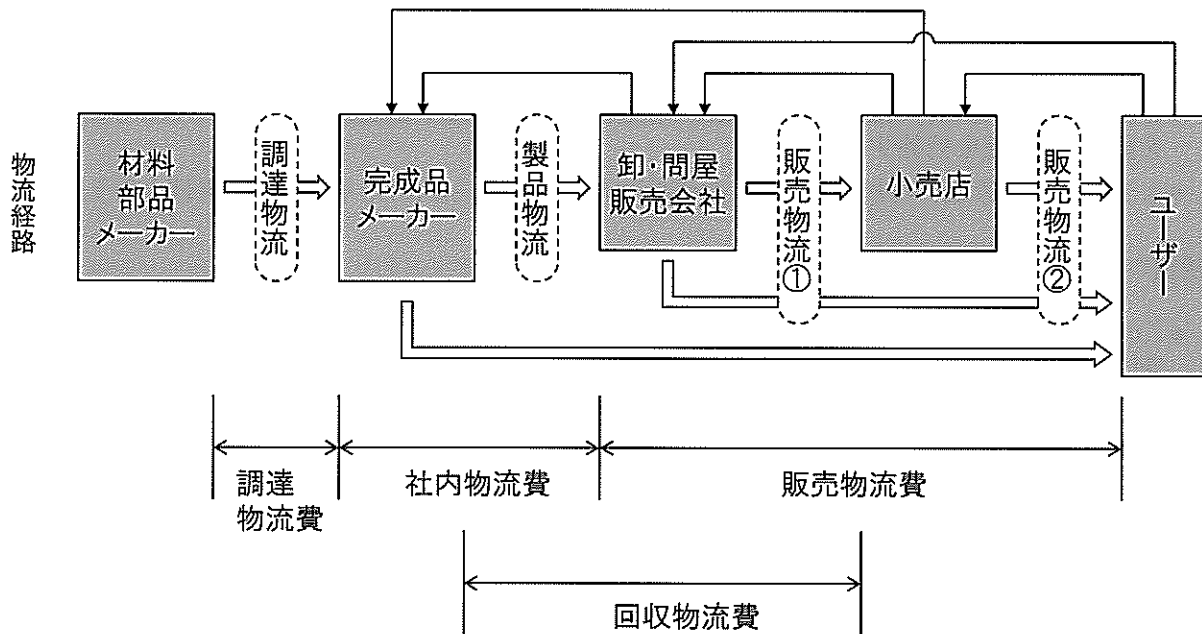 物流経路
材料
部品
メーカー
調達物流
完成品
メーカー
製品物流
卸・問屋
販売会社
販売物流①
小売店
販売物流②
ユーザー
調達
物流費
社内物流費
販売物流費
回収物流費